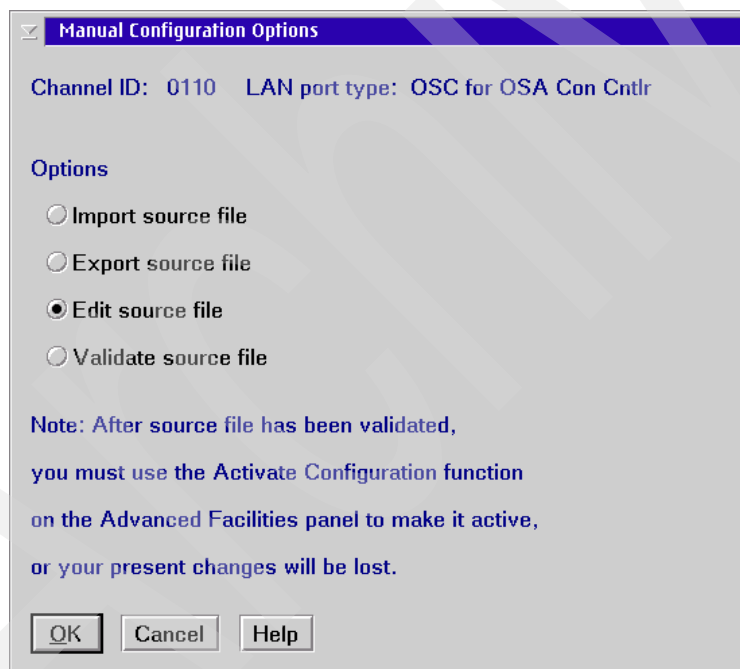 Manual Configuration Options
Channel ID: 0110 LAN port type: OSC for OSA Con Cntlr
Options
Import source file
Export source file
Edit source file
Validate source file
Note: After source file has been validated,
you must use the Activate Configuration function
on the Advanced Facilities panel to make it active,
or your present changes will be lost.
OK Cancel Help